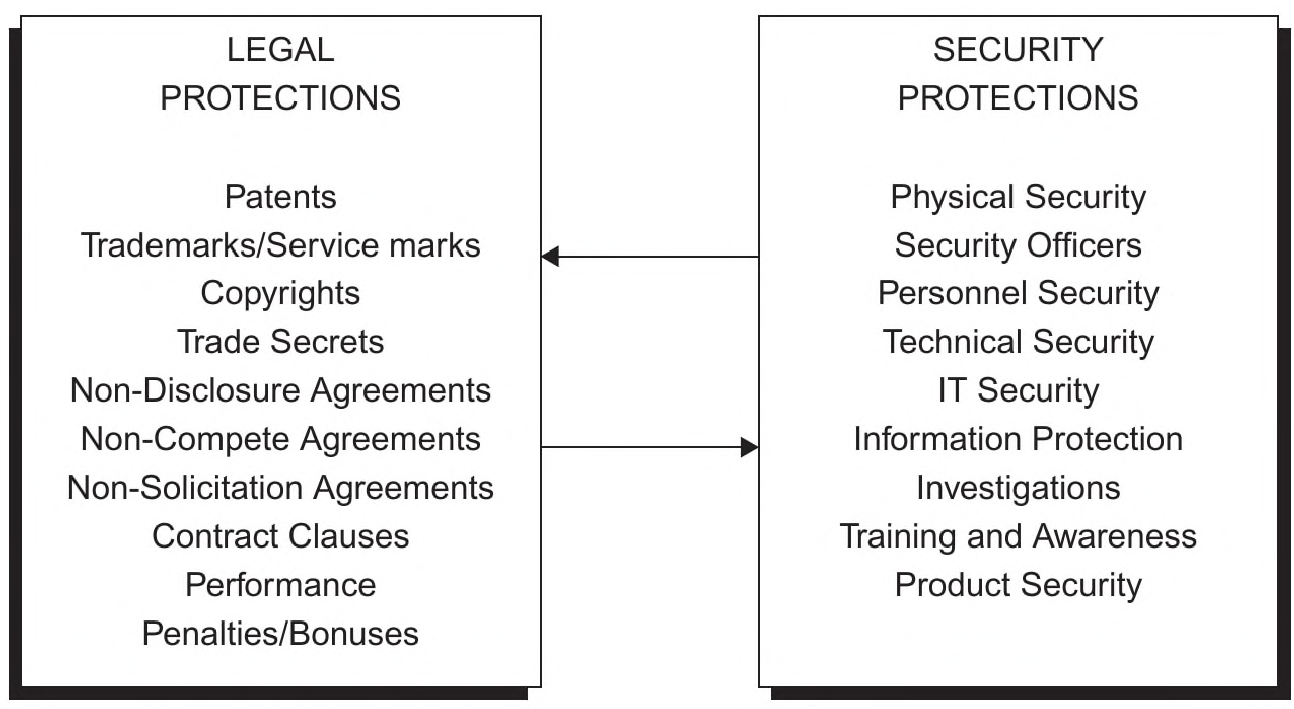 LEGAL
PROTECTIONS
Patents
Trademarks/Service marks
Copyrights
Trade Secrets
Non-Disclosure Agreements
Non-Compete Agreements
Non-Solicitation Agreements
Contract Clauses
Performance
Penalties/Bonuses
SECURITY
PROTECTIONS
Physical Security
Security Officers
Personnel Security
Technical Security
IT Security
Information Protection
Investigations
Training and Awareness
Product Security